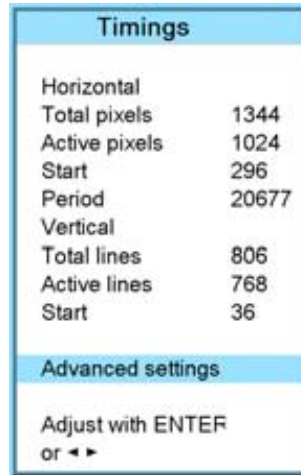 Timings
Horizontal
Total pixels 1344
Active pixels 1024
Start 296
Period 20677
Vertical
Total lines 806
Active lines 768
Start 36
Advanced settings
Adjust with ENTER
or ◄ ►